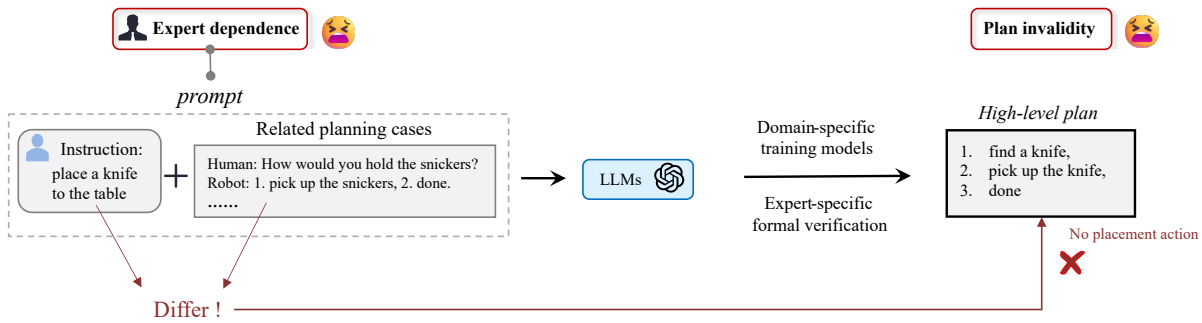 Expert dependence
Plan invalidity
prompt
High-level plan
Related planning cases
Instruction:
place a knife
to the table
+
Human: How would you hold the snickers?
Robot: 1. pick up the snickers, 2. done.
......
LLMs
Domain-specific
training models
Expert-specific
formal verification
1. find a knife,
2. pick up the knife,
3. done
No placement action
Differ !